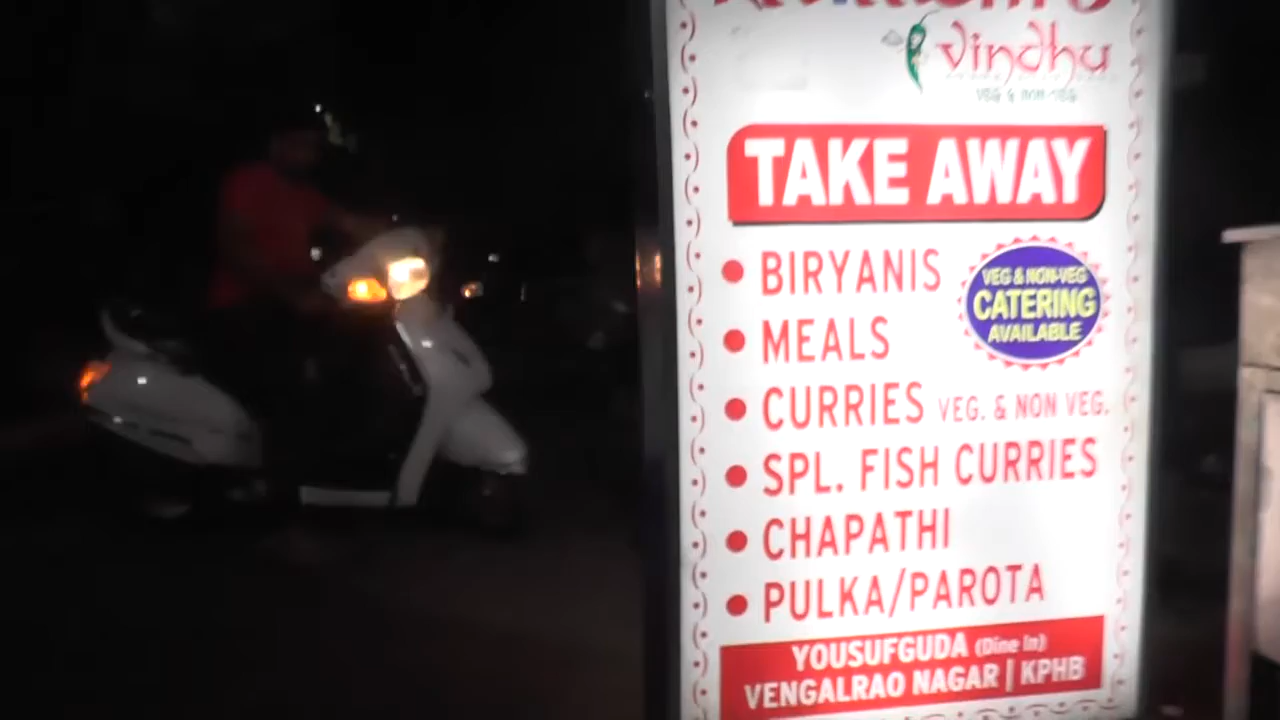 vindhu
VEG & NON-VEG
TAKE AWAY
• BIRYANIS
• MEALS
• CURRIES VEG. & NON VEG.
• SPL. FISH CURRIES
• CHAPATHI
• PULKA/PAROTA
VEG & NON-VEG
CATERING
AVAILABLE
YOUSUFGUDA (Dine In)
VENGALRAO NAGAR | KPHB